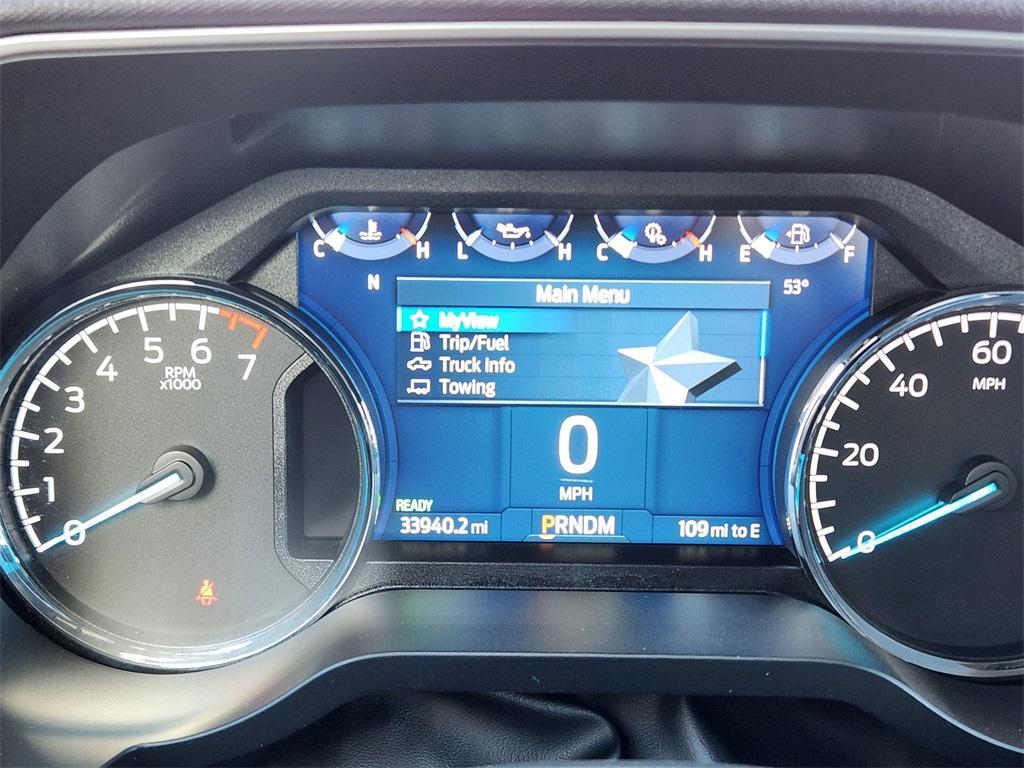 C H L H C H E F
N
53°
Main Menu
MyView
Trip/Fuel
Truck Info
Towing
0
MPH
READY
33940.2 mi
PRNDM
109 mi to E
0 1 2 3 4 5 6 7
RPM
x1000
0 20 40 60
MPH